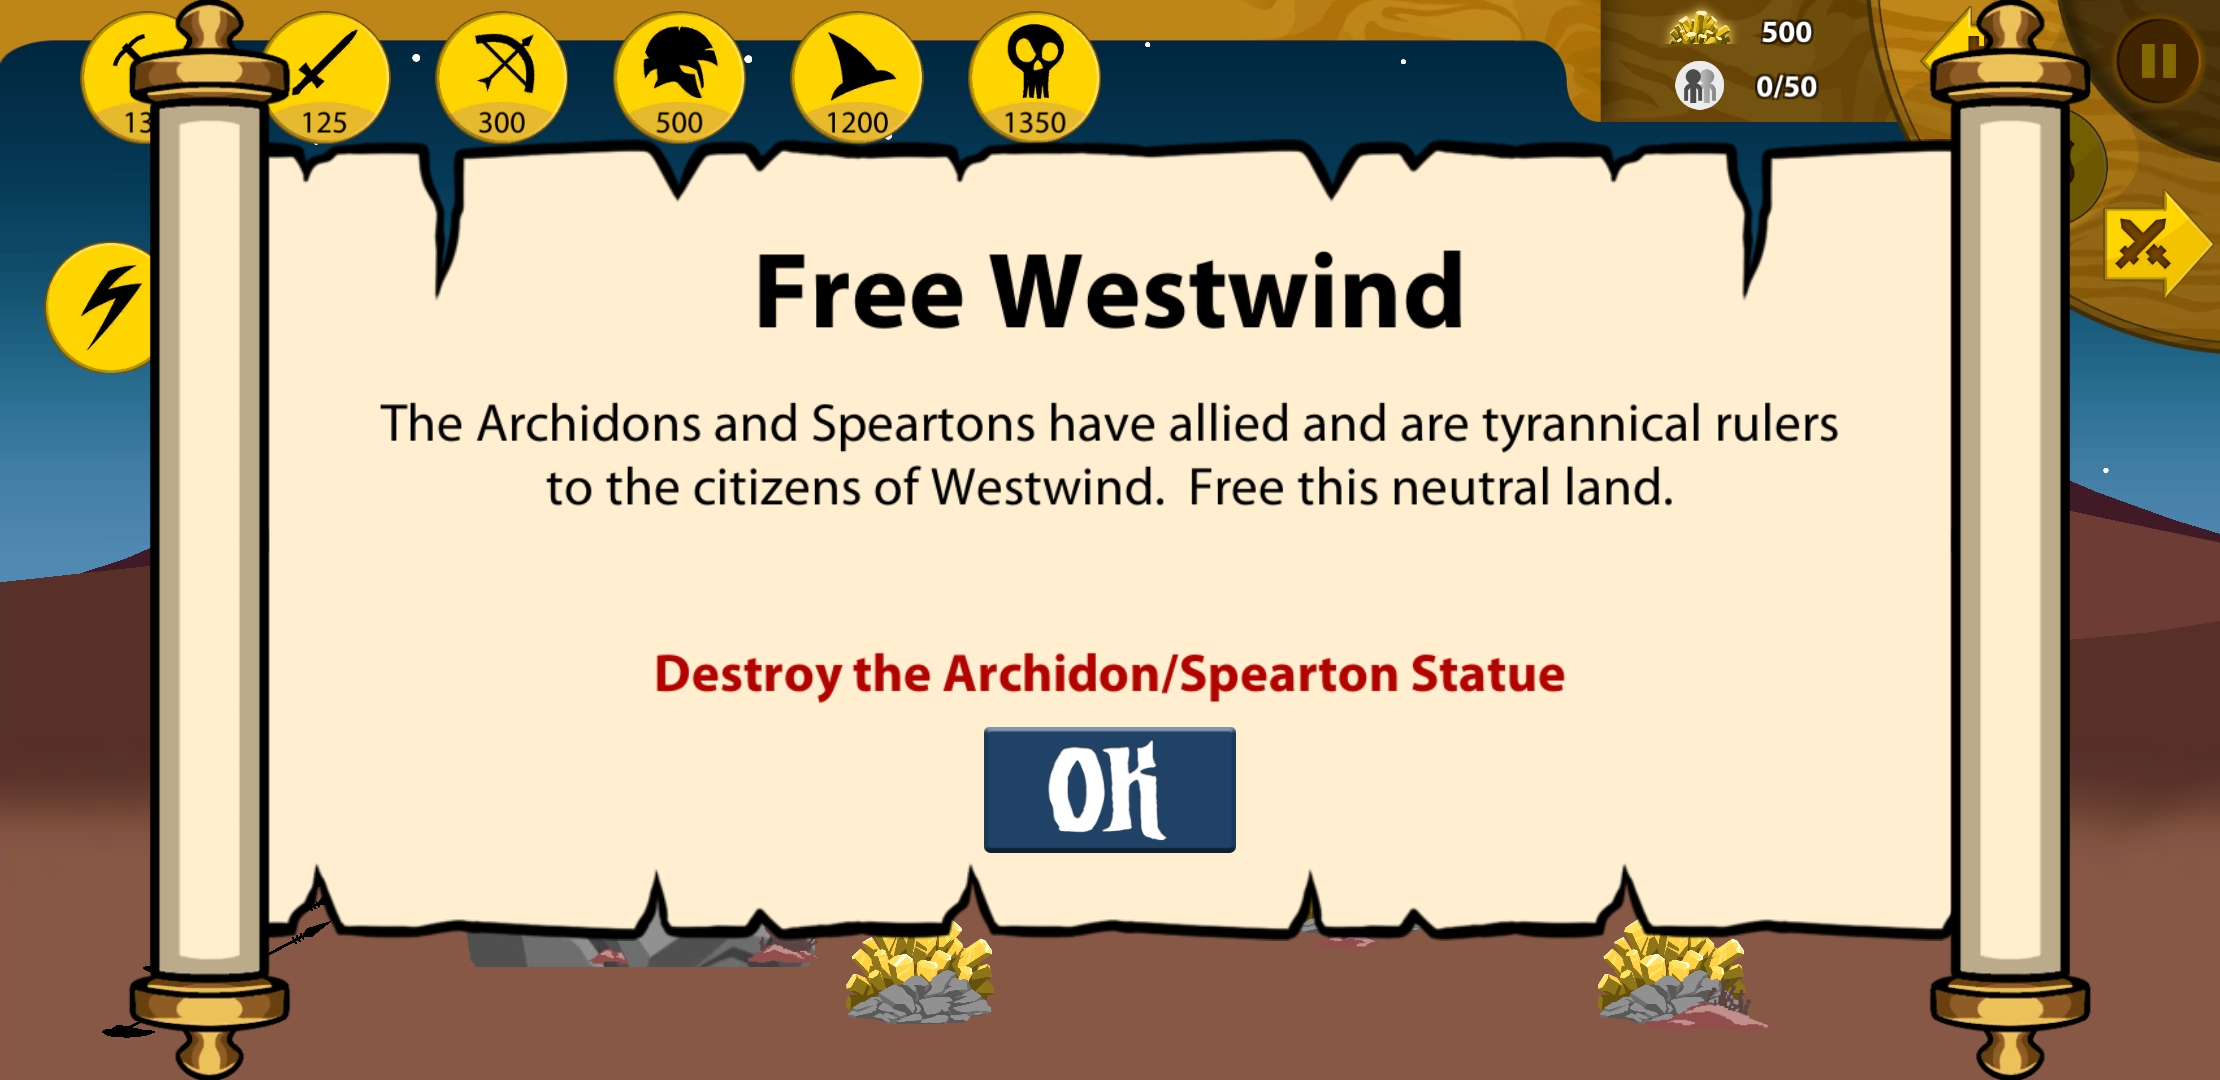 125
300
500
1200
1350
500
0/50
Free Westwind
The Archidons and Speartons have allied and are tyrannical rulers
to the citizens of Westwind.  Free this neutral land.
Destroy the Archidon/Spearton Statue
OK